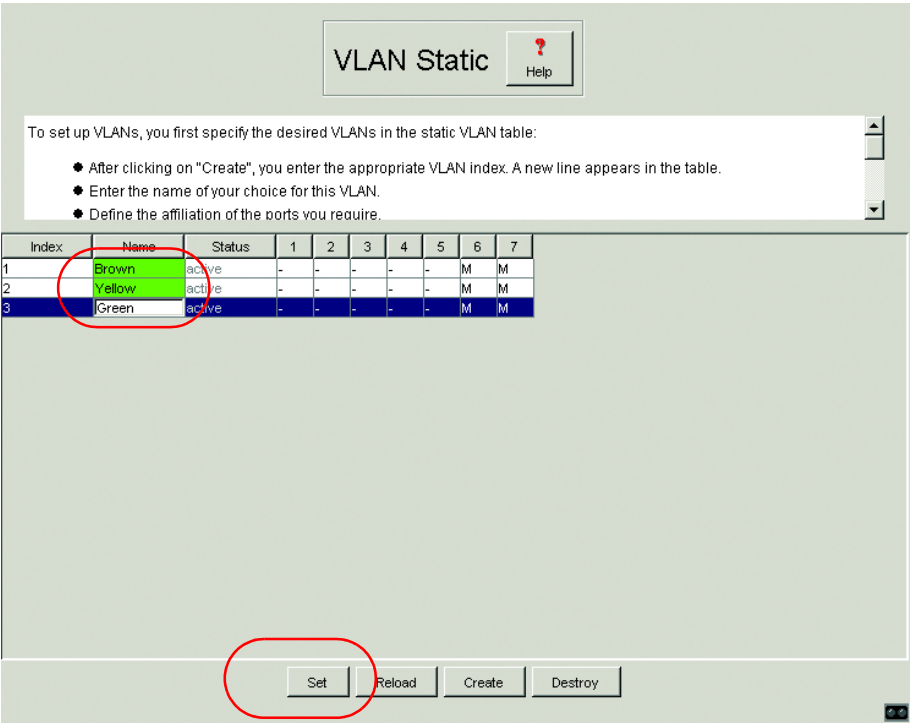 VLAN Static
?
Help
To set up VLANs, you first specify the desired VLANs in the static VLAN table:
● After clicking on "Create", you enter the appropriate VLAN index. A new line appears in the table.
● Enter the name of your choice for this VLAN.
● Define the affiliation of the ports you require.
Index Name Status 1 2 3 4 5 6 7
1 Brown active - - - - - M M
2 Yellow active - - - - - M M
3 Green active - - - - - M M
Set Reload Create Destroy